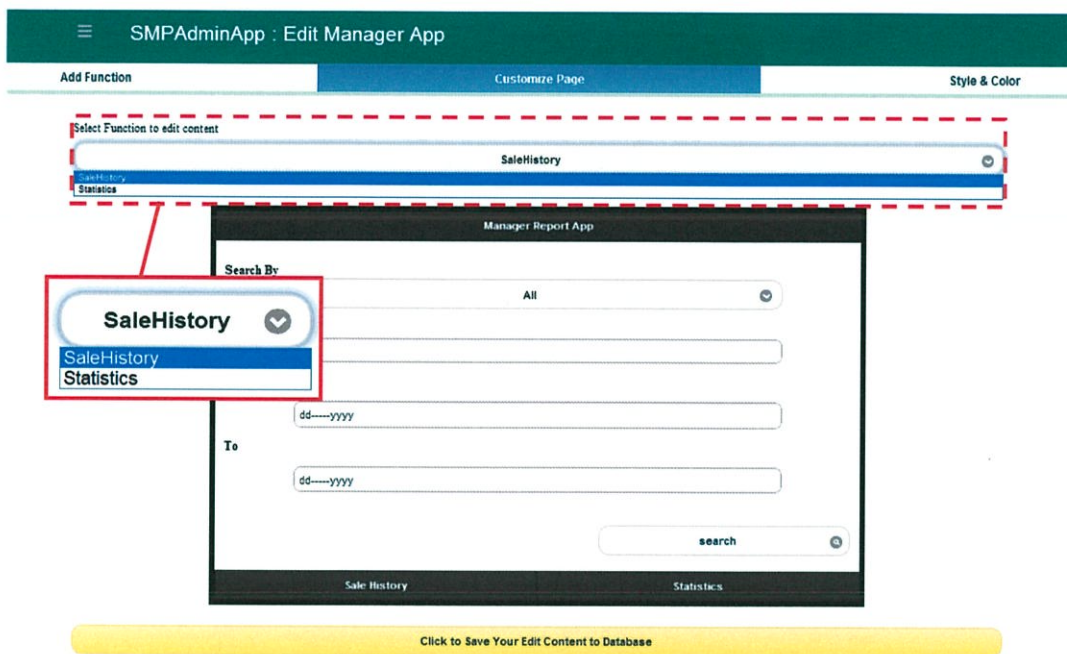 SMPAdminApp : Edit Manager App
Add Function
Customize Page
Style & Color
Select Function to edit content
SaleHistory
SaleHistory
Statistics
Manager Report App
Search By
All
SaleHistory
SaleHistory
Statistics
dd-----yyyy
To
dd-----yyyy
search
Sale History
Statistics
Click to Save Your Edit Content to Database